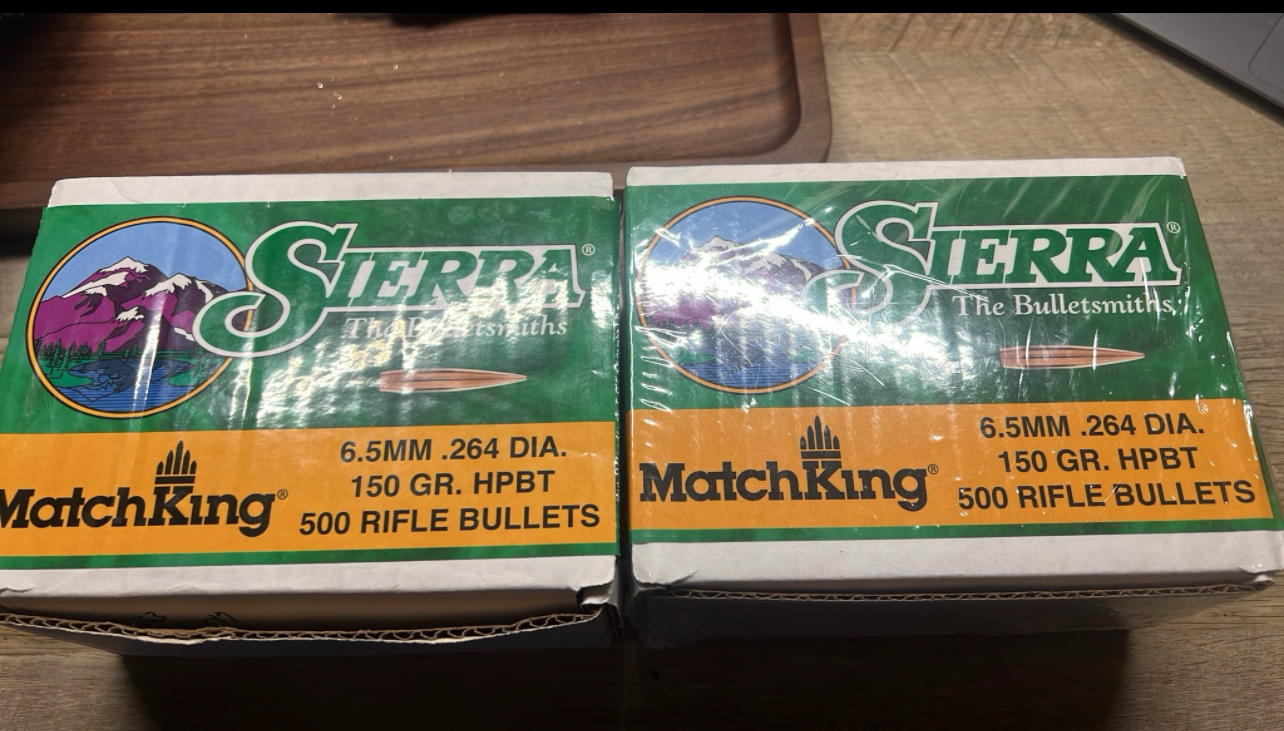 SIERRA®
The Bulletsmiths
MatchKing®
6.5MM .264 DIA.
150 GR. HPBT
500 RIFLE BULLETS
SIERRA®
The Bulletsmiths
MatchKing®
6.5MM .264 DIA.
150 GR. HPBT
500 RIFLE BULLETS